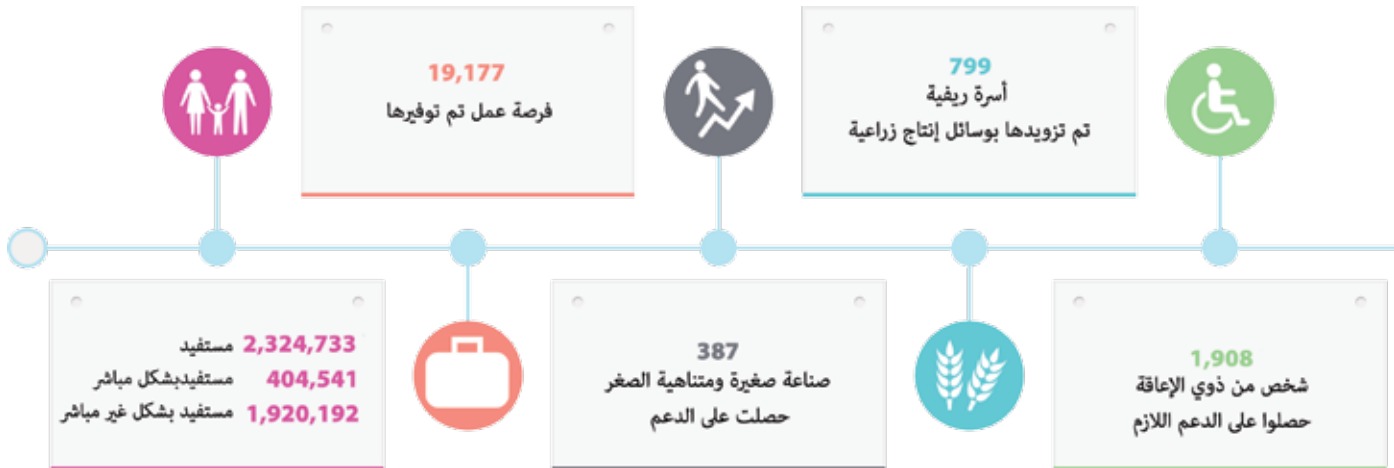 2,324,733 مستفيد
404,541 مستفيدبشكل مباشر
1,920,192 مستفيد بشكل غير مباشر
19,177
فرصة عمل تم توفيرها
387
صناعة صغيرة ومتناهية الصغر
حصلت على الدعم
799
أسرة ريفية
تم تزويدها بوسائل إنتاج زراعية
1,908
شخص من ذوي الإعاقة
حصلوا على الدعم اللازم